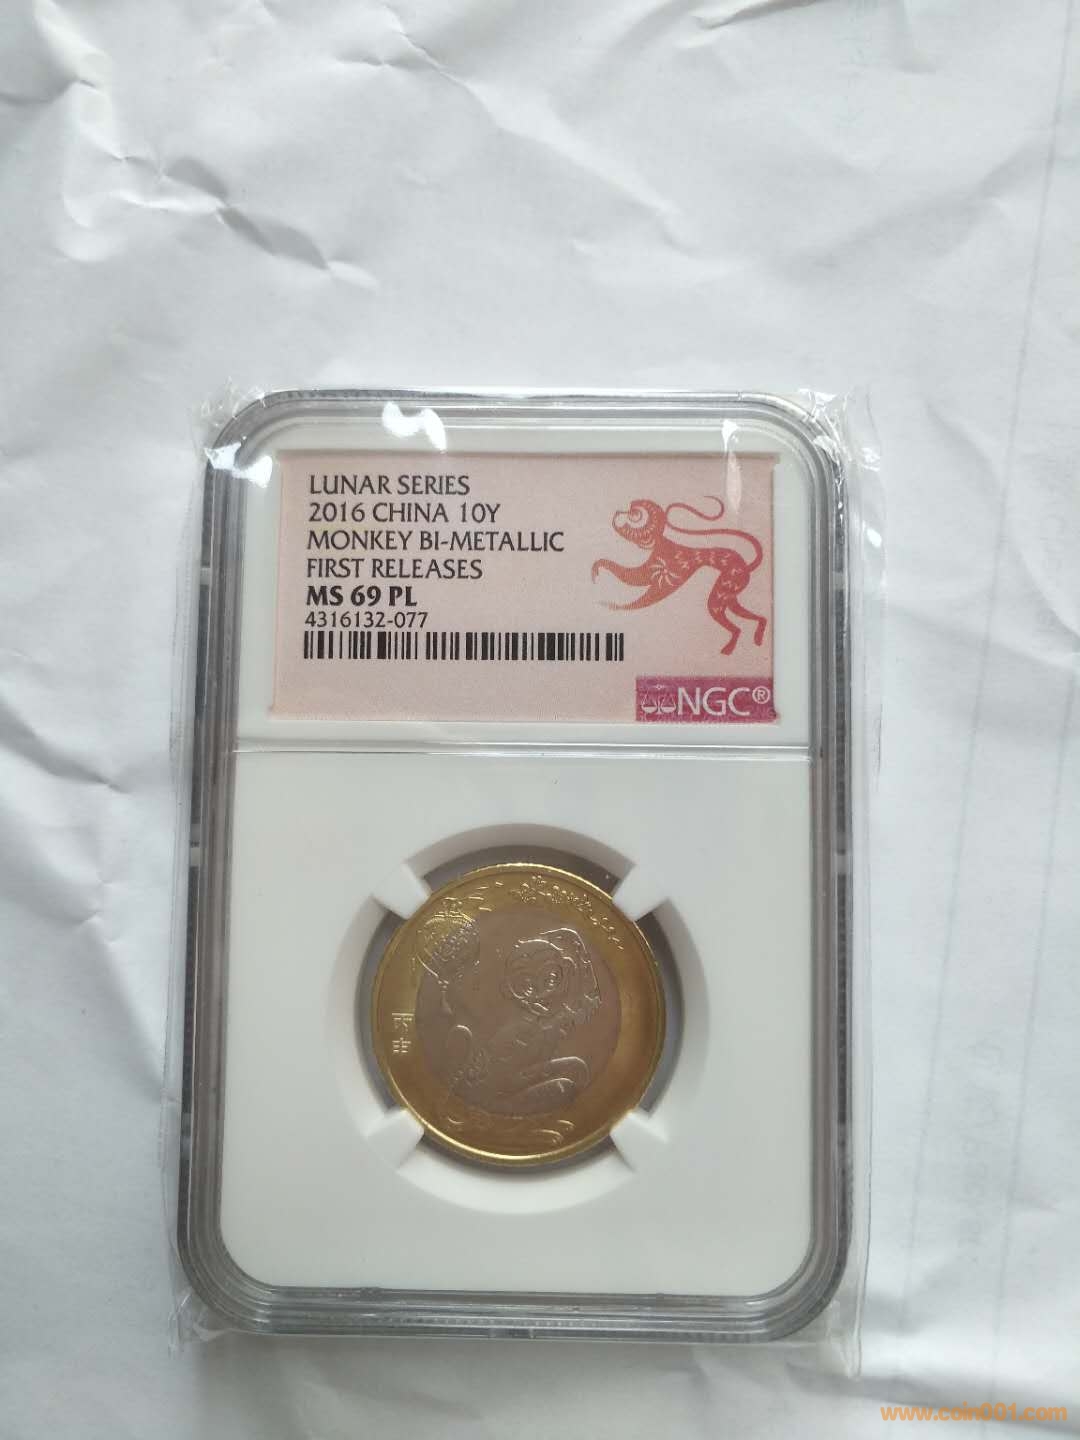 LUNAR SERIES
2016 CHINA 10Y
MONKEY BI-METALLIC
FIRST RELEASES
MS 69 PL
4316132-077
NGC®
丙申
www.coin001.com